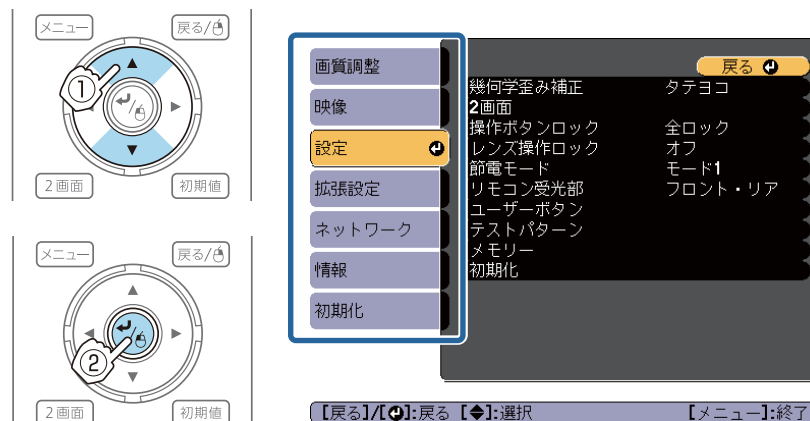 メニュー
戻る/
①
2画面
初期値
メニュー
戻る/
②
2画面
初期値
画質調整
映像
設定
拡張設定
ネットワーク
情報
初期化
戻る
幾何学歪み補正 タテヨコ
2画面
操作ボタンロック 全ロック
レンズ操作ロック オフ
節電モード モード1
リモコン受光部 フロント・リア
ユーザーボタン
テストパターン
メモリー
初期化
[戻る]/[]:戻る [◆]:選択 [メニュー]:終了